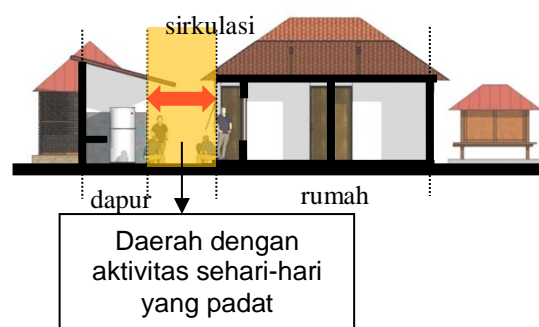 sirkulasi
dapur
rumah
Daerah dengan
aktivitas sehari-hari
yang padat